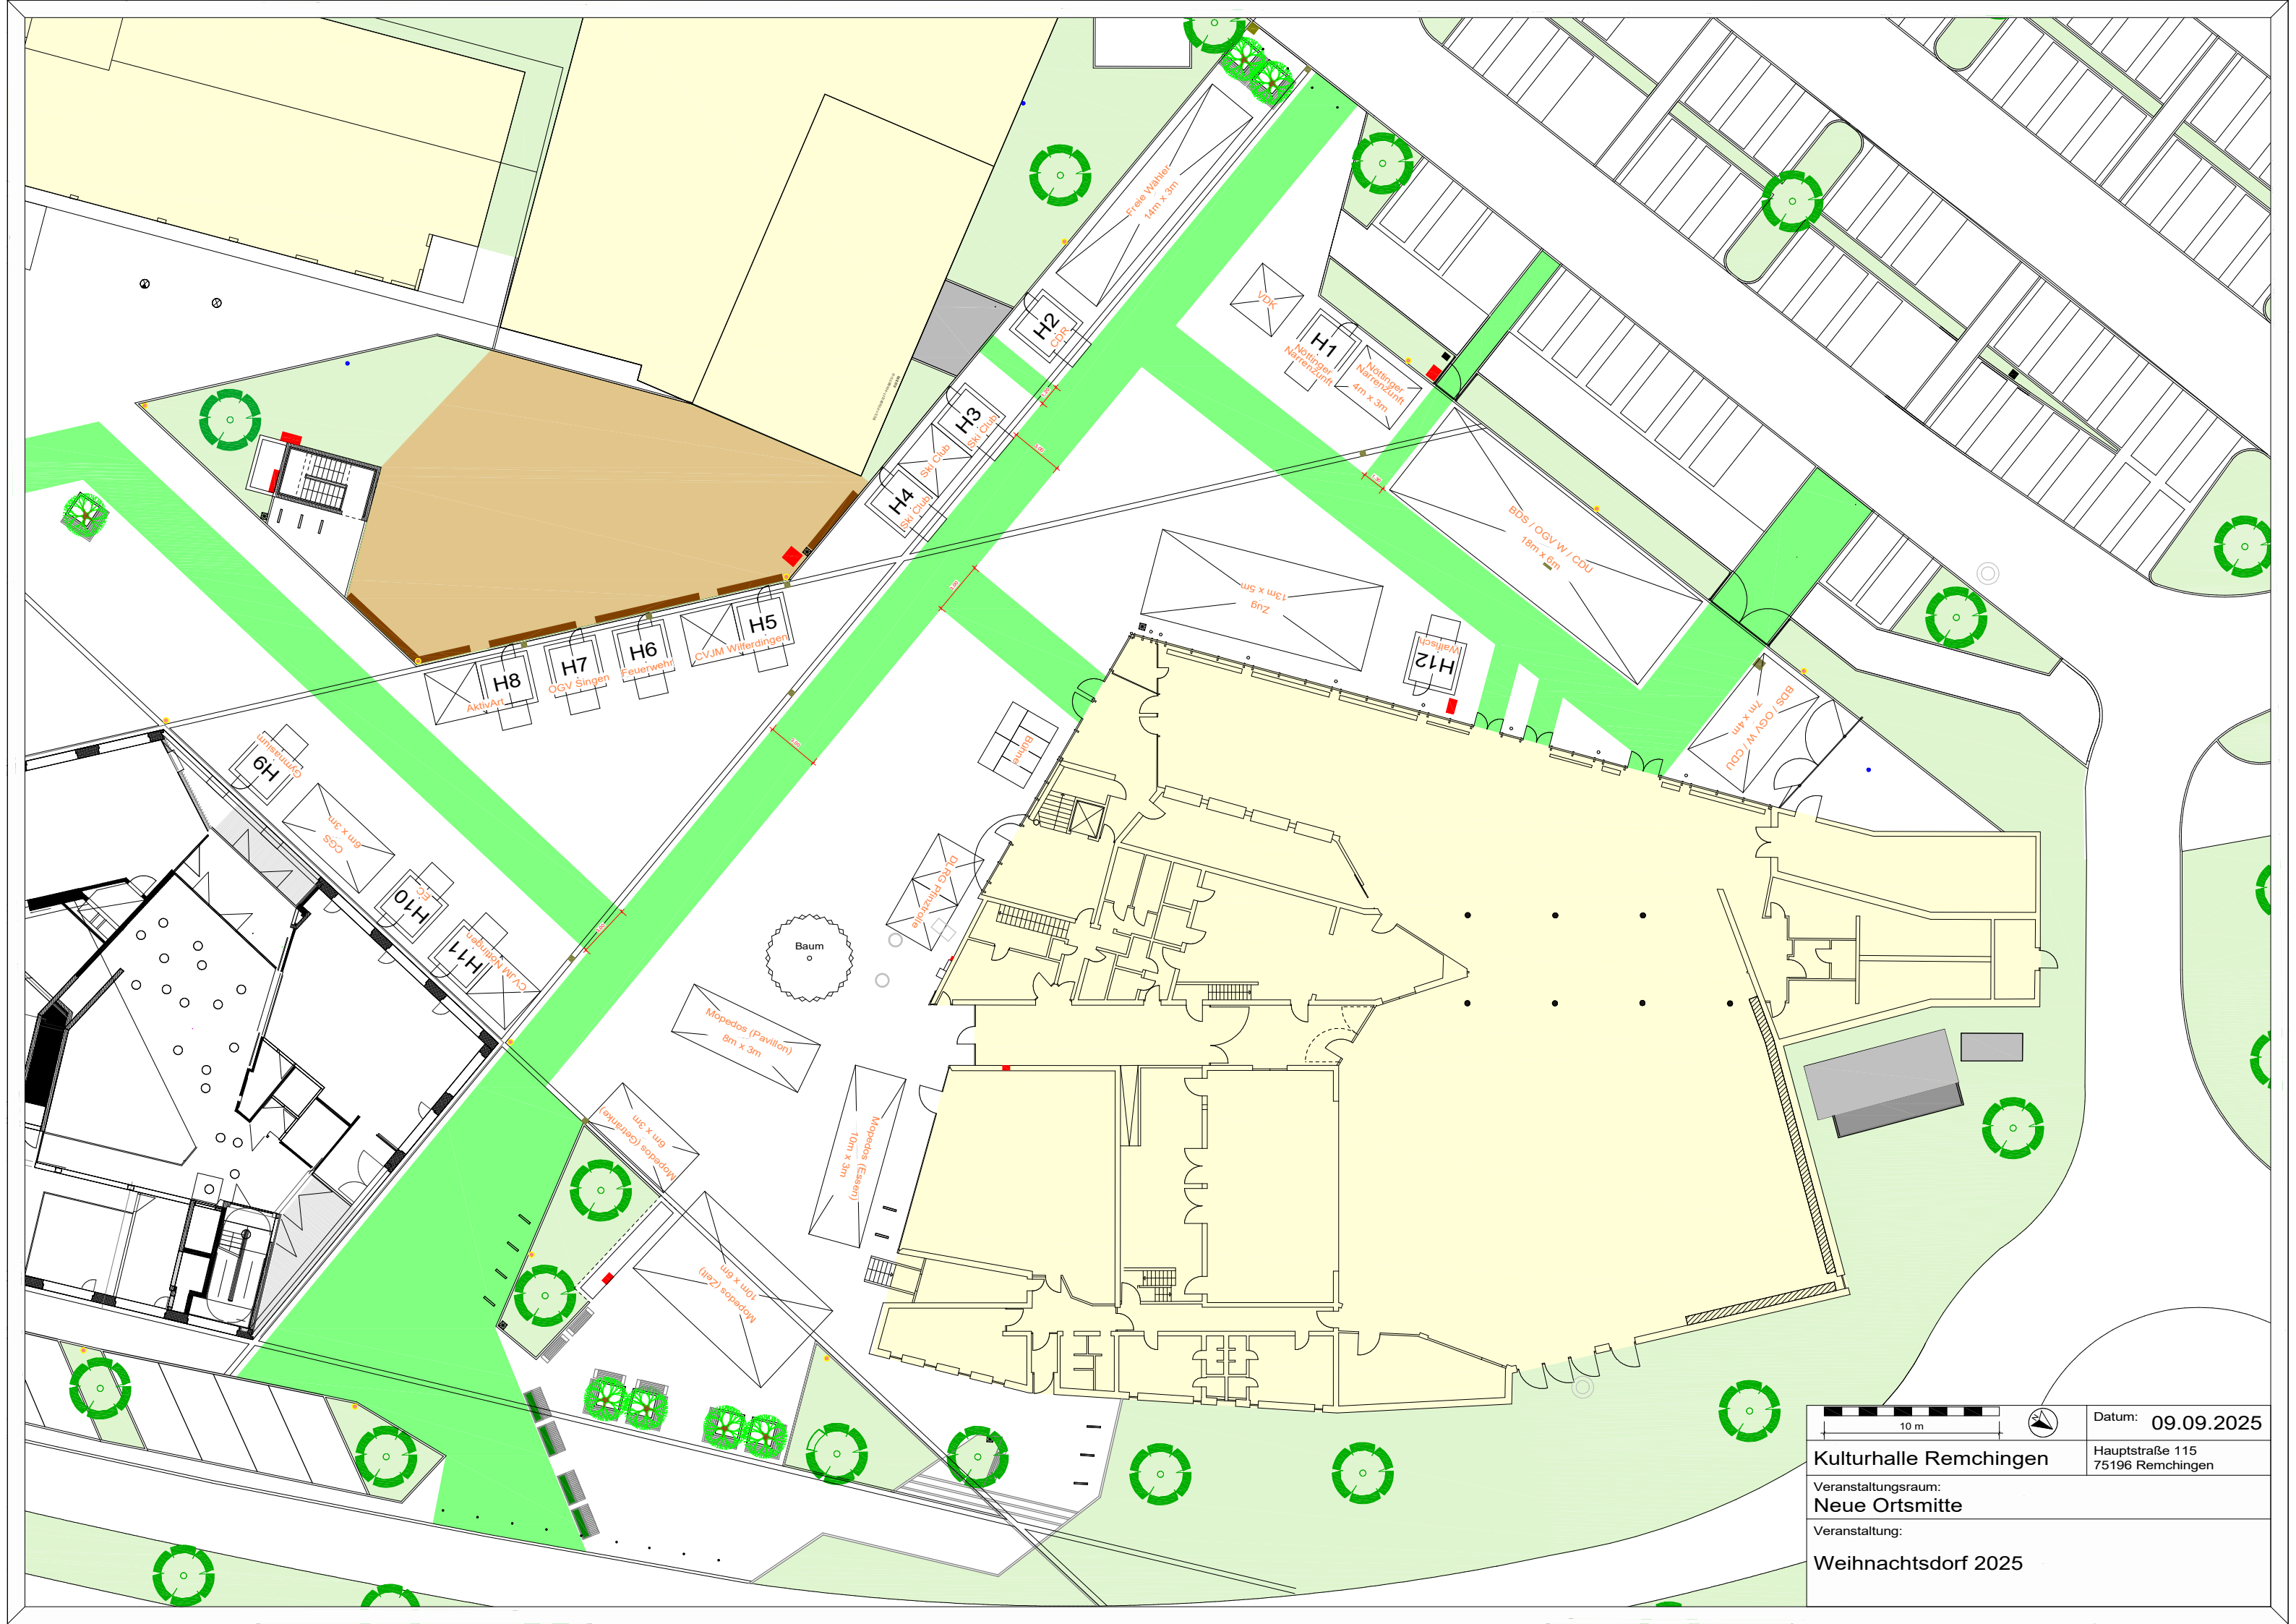 Freie Wähler
14m x 3m
VDK
H1
Nöttinger
Narrenzunft
Nöttinger
Narrenzunft
4m x 3m
H2
CDR
H3
Ski Club
Ski Club
H4
Ski Club
BDS / OGV W / CDU
18m x 6m
Zug
13m x 5m
H12
Walfisch
BDS / OGV W / CDU
7m x 4m
H5
CVJM Wilferdingen
H6
Feuerwehr
H7
OGV Singen
H8
AktivArt
H9
Gymnasium
CGS
6m x 3m
H10
EC
H11
CVJM Nöttingen
Bühne
DLRG Pfinztrolle
Baum
Mopedos (Pavillon)
8m x 3m
Mopedos (Getränke)
6m x 3m
Mopedos (Essen)
10m x 3m
Mopedos (Zelt)
10m x 6m
10 m
N
Datum: 09.09.2025
Kulturhalle Remchingen
Hauptstraße 115
75196 Remchingen
Veranstaltungsraum:
Neue Ortsmitte
Veranstaltung:
Weihnachtsdorf 2025